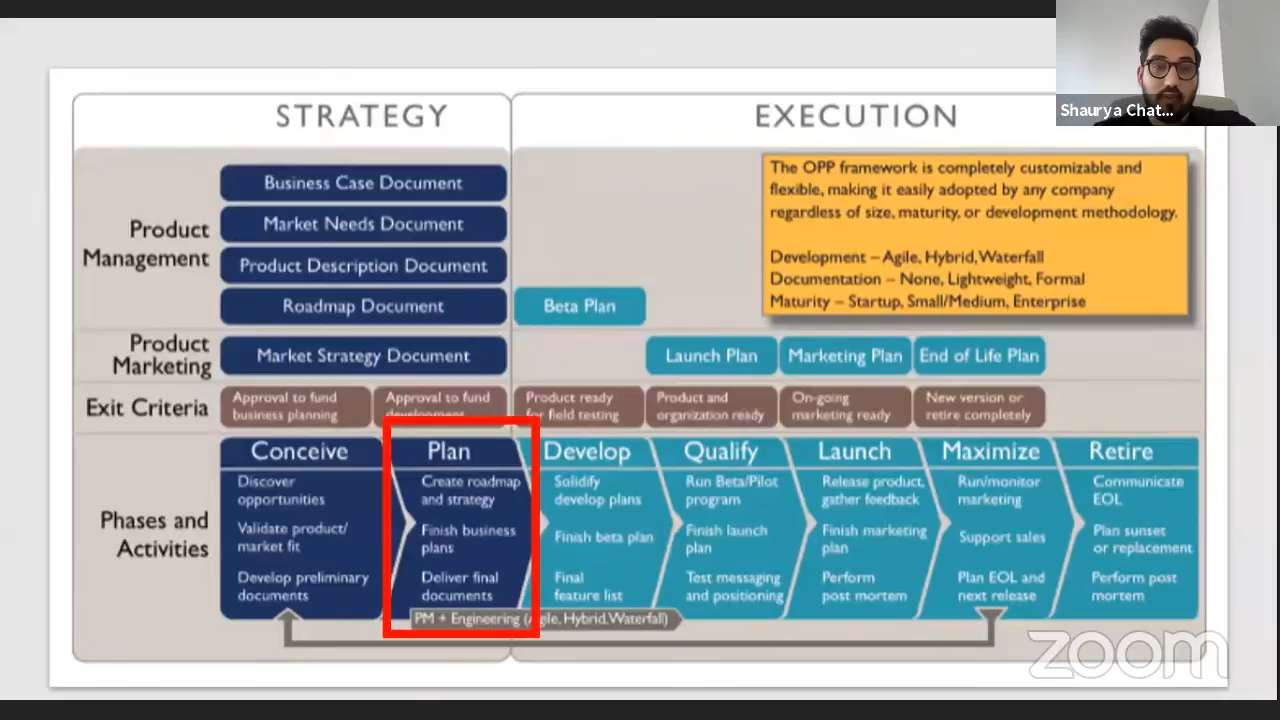 Shaurya Chat...
STRATEGY
EXECUTION
Product
Management
Business Case Document
Market Needs Document
Product Description Document
Roadmap Document
Beta Plan
The OPP framework is completely customizable and
flexible, making it easily adopted by any company
regardless of size, maturity, or development methodology.
Development – Agile, Hybrid, Waterfall
Documentation – None, Lightweight, Formal
Maturity – Startup, Small/Medium, Enterprise
Product
Marketing
Market Strategy Document
Launch Plan
Marketing Plan
End of Life Plan
Exit Criteria
Approval to fund
business planning
Approval to fund
development
Product ready
for field testing
Product and
organization ready
On-going
marketing ready
New version or
retire completely
Phases and
Activities
Conceive
Discover
opportunities
Validate product/
market fit
Develop preliminary
documents
Plan
Create roadmap
and strategy
Finish business
plans
Deliver final
documents
Develop
Solidify
develop plans
Finish beta plan
Final
feature list
Qualify
Run Beta/Pilot
program
Finish launch
plan
Test messaging
and positioning
Launch
Release product,
gather feedback
Finish marketing
plan
Perform
post mortem
Maximize
Run/monitor
marketing
Support sales
Plan EOL and
next release
Retire
Communicate
EOL
Plan sunset
or replacement
Perform post
mortem
PM + Engineering (Agile, Hybrid, Waterfall)
zoom